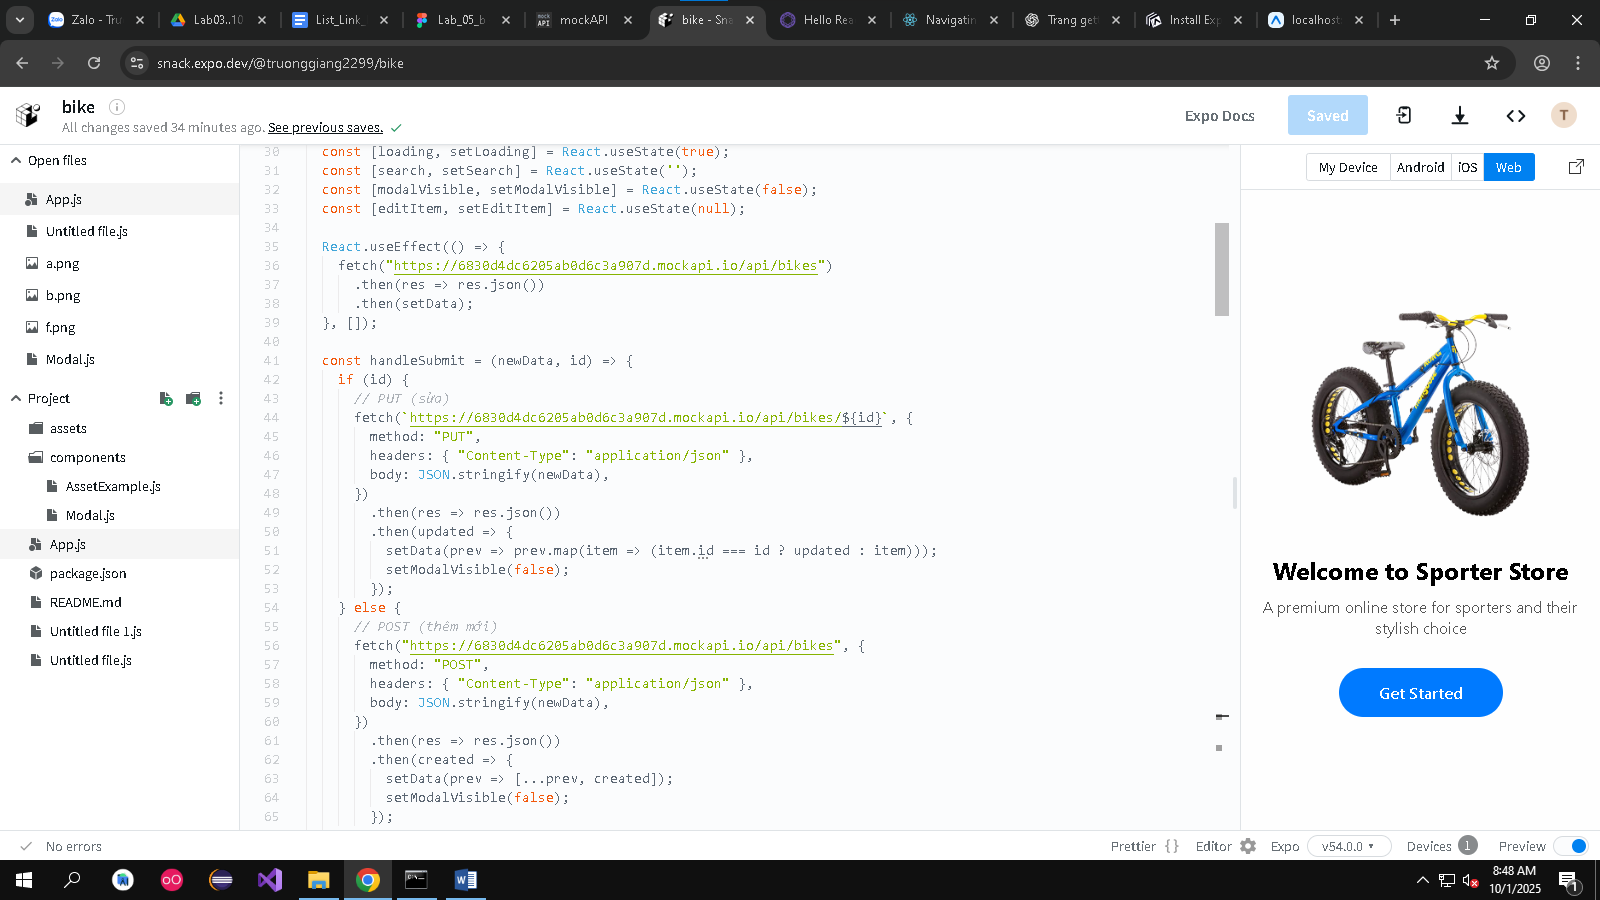 Zalo - Tru
Lab03..10
List_Link_
Lab_05_b
mockAPI
bike - Sna
Hello Rea
Navigatin
Trang get
Install Exp
localhost
snack.expo.dev/@truonggiang2299/bike
bike
All changes saved 34 minutes ago. See previous saves.
Expo Docs
Saved
T
Open files
App.js
Untitled file.js
a.png
b.png
f.png
Modal.js
Project
assets
components
AssetExample.js
Modal.js
App.js
package.json
README.md
Untitled file 1.js
Untitled file.js
30 const [loading, setLoading] = React.useState(true);
31 const [search, setSearch] = React.useState('');
32 const [modalVisible, setModalVisible] = React.useState(false);
33 const [editItem, setEditItem] = React.useState(null);
34
35 React.useEffect(() => {
36 fetch("https://6830d4dc6205ab0d6c3a907d.mockapi.io/api/bikes")
37 .then(res => res.json())
38 .then(setData);
39 }, []);
40
41 const handleSubmit = (newData, id) => {
42 if (id) {
43 // PUT (sửa)
44 fetch(`https://6830d4dc6205ab0d6c3a907d.mockapi.io/api/bikes/${id}`, {
45 method: "PUT",
46 headers: { "Content-Type": "application/json" },
47 body: JSON.stringify(newData),
48 })
49 .then(res => res.json())
50 .then(updated => {
51 setData(prev => prev.map(item => (item.id === id ? updated : item)));
52 setModalVisible(false);
53 });
54 } else {
55 // POST (thêm mới)
56 fetch("https://6830d4dc6205ab0d6c3a907d.mockapi.io/api/bikes", {
57 method: "POST",
58 headers: { "Content-Type": "application/json" },
59 body: JSON.stringify(newData),
60 })
61 .then(res => res.json())
62 .then(created => {
63 setData(prev => [...prev, created]);
64 setModalVisible(false);
65 });
My Device
Android
iOS
Web
Welcome to Sporter Store
A premium online store for sporters and their
stylish choice
Get Started
No errors
Prettier {}
Editor
Expo
v54.0.0
Devices 1
Preview
8:48 AM
10/1/2025
1